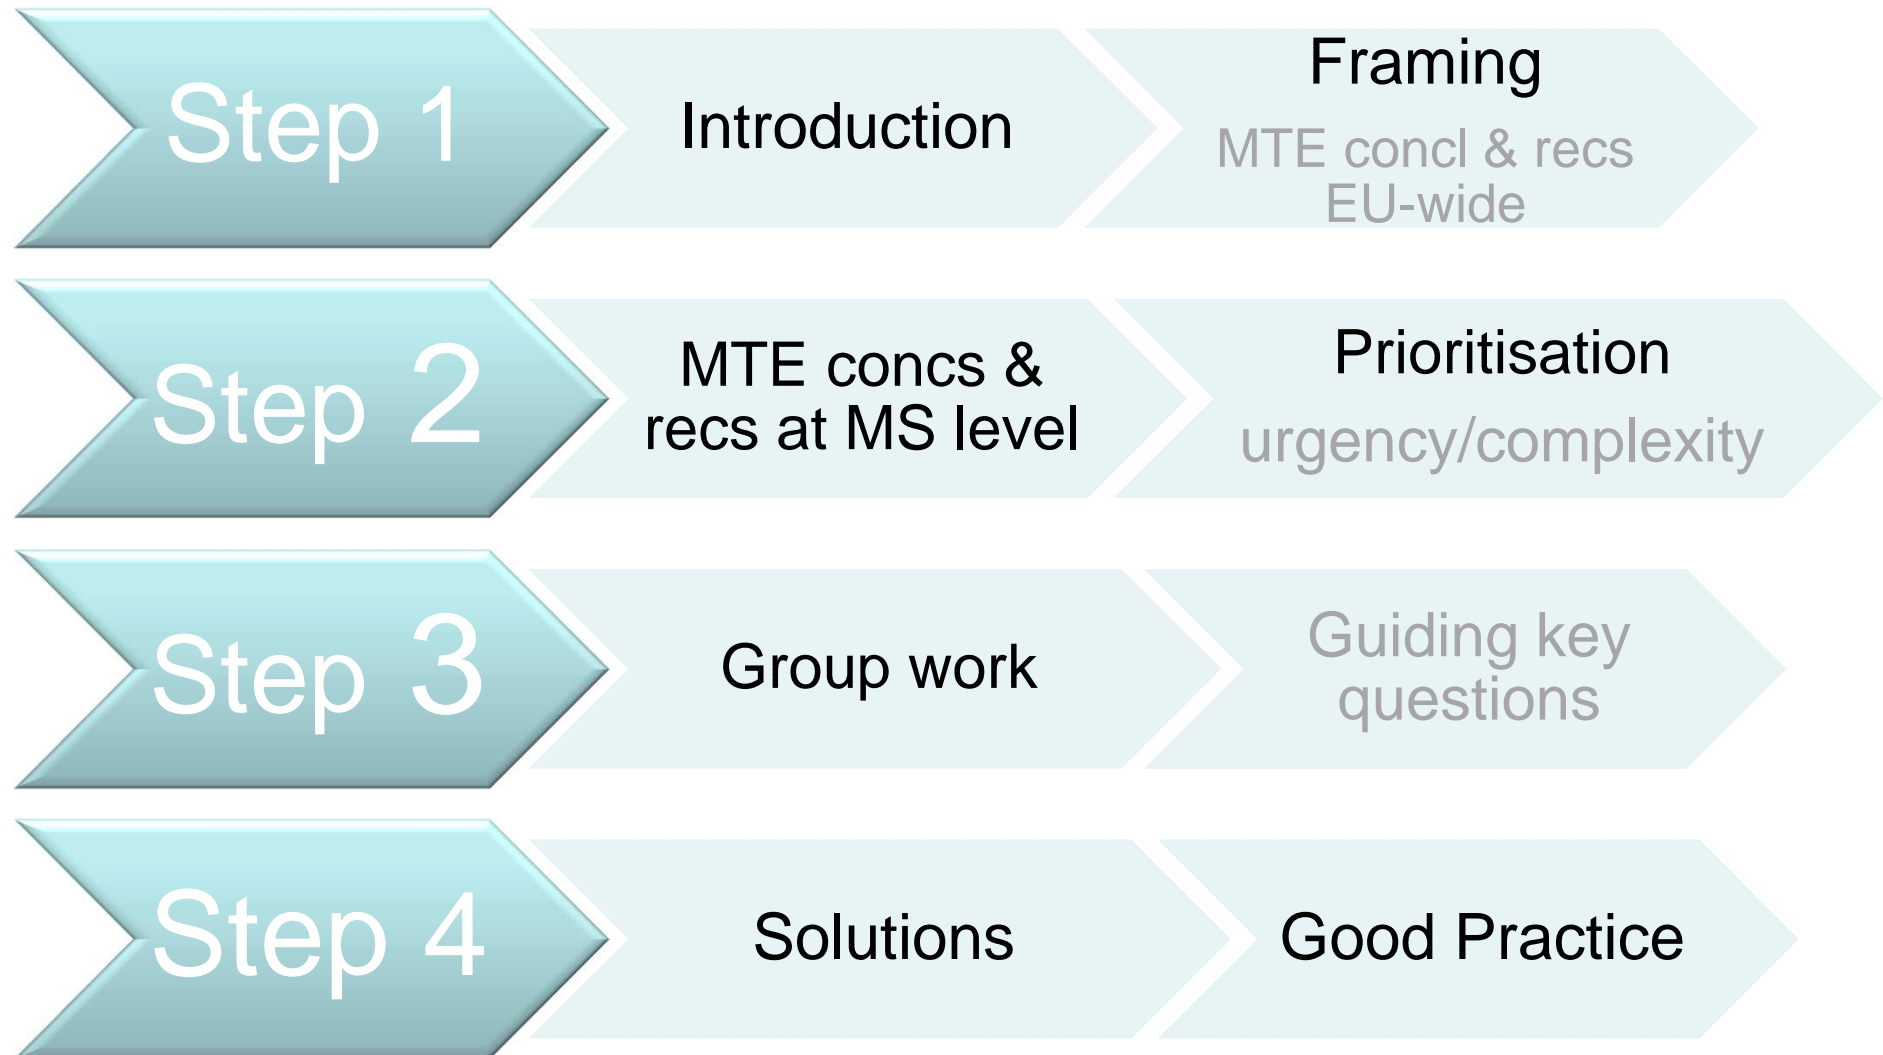 Step 1
Introduction
Framing
MTE concl & recs
EU-wide
Step 2
MTE concs &
recs at MS level
Prioritisation
urgency/complexity
Step 3
Group work
Guiding key
questions
Step 4
Solutions
Good Practice